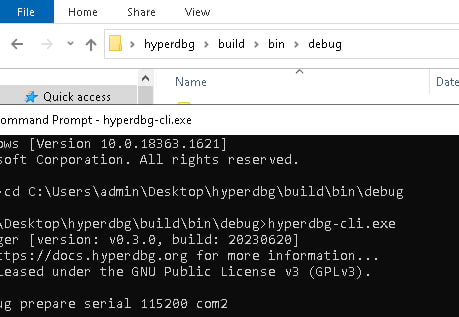 File Home Share View
hyperdbg › build › bin › debug
Name Date
Quick access
ommand Prompt - hyperdbg-cli.exe
ows [Version 10.0.18363.1621]
soft Corporation. All rights reserved.
cd C:\Users\admin\Desktop\hyperdbg\build\bin\debug
\Desktop\hyperdbg\build\bin\debug>hyperdbg-cli.exe
ger [version: v0.3.0, build: 20230620]
ttps://docs.hyperdbg.org for more information...
leased under the GNU Public License v3 (GPLv3).
ug prepare serial 115200 com2